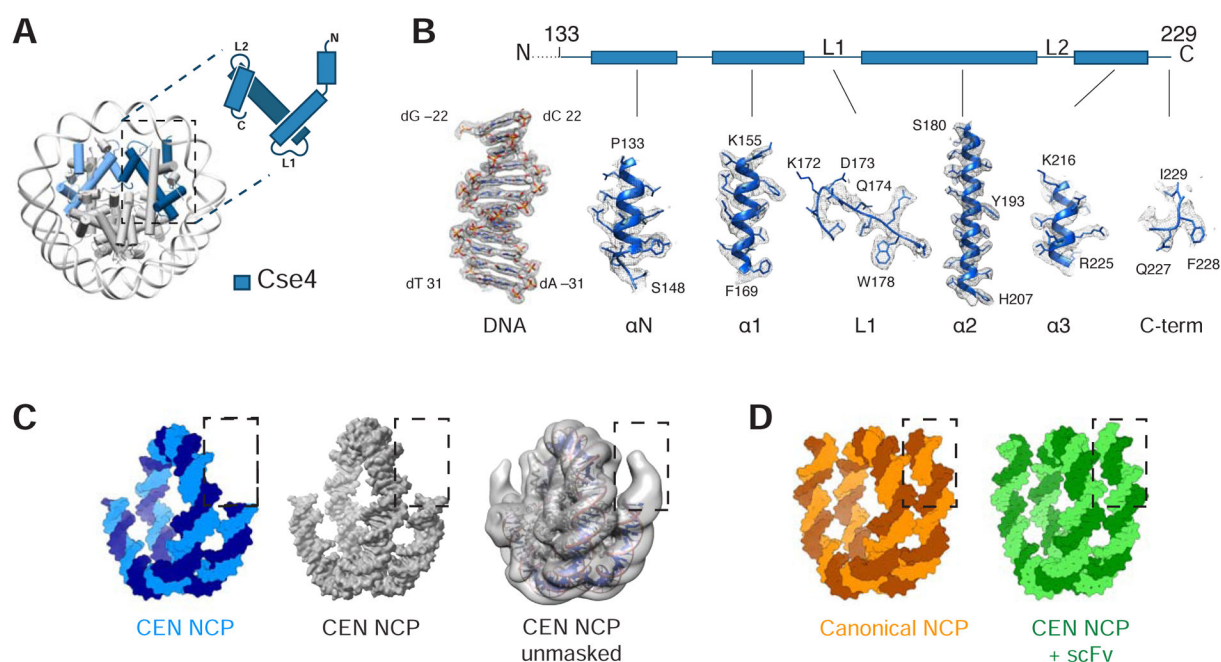 A
L2
N
C
L1
Cse4
B
133
L1
L2
229
N
C
dG –22
dC 22
dT 31
dA –31
DNA
P133
S148
αN
K155
F169
α1
K172
D173
Q174
W178
L1
S180
Y193
H207
α2
K216
R225
α3
I229
Q227
F228
C-term
C
CEN NCP
CEN NCP
CEN NCP
unmasked
D
Canonical NCP
CEN NCP
+ scFv